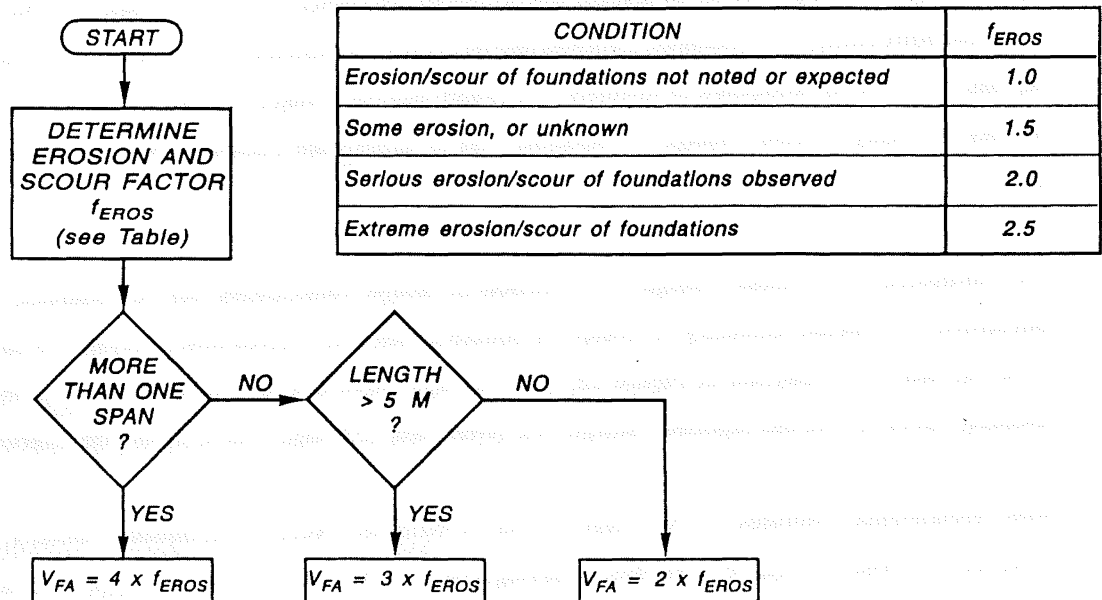 START
DETERMINE
EROSION AND
SCOUR FACTOR
fEROS
(see Table)
CONDITION fEROS
Erosion/scour of foundations not noted or expected 1.0
Some erosion, or unknown 1.5
Serious erosion/scour of foundations observed 2.0
Extreme erosion/scour of foundations 2.5
MORE
THAN ONE
SPAN
?
NO
LENGTH
> 5 M
?
NO
YES
YES
VFA = 4 x fEROS
VFA = 3 x fEROS
VFA = 2 x fEROS